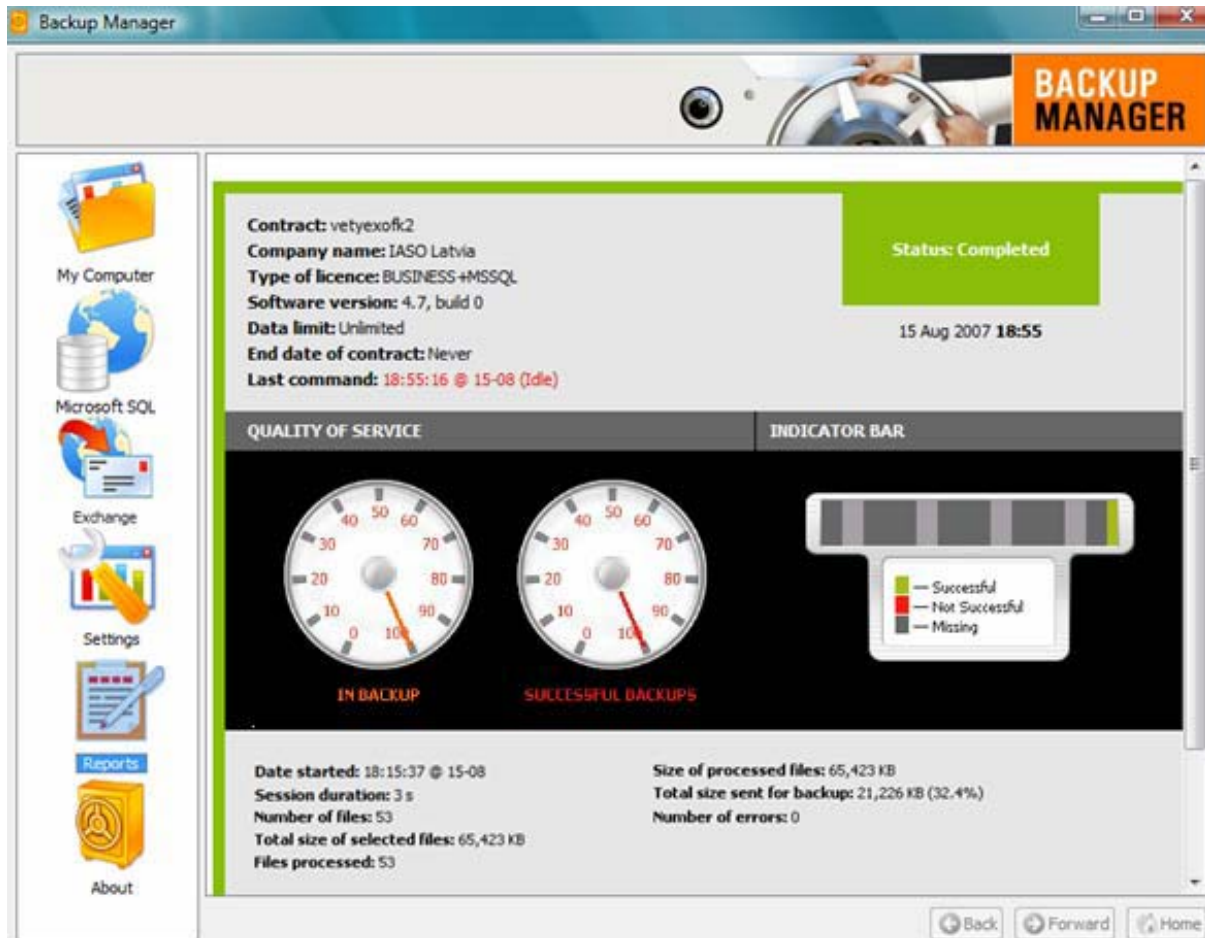 Backup Manager
BACKUP
MANAGER
My Computer
Microsoft SQL
Exchange
Settings
Reports
About
Contract: vetyexofk2
Company name: IASO Latvia
Type of licence: BUSINESS+MSSQL
Software version: 4.7, build 0
Data limit: Unlimited
End date of contract: Never
Last command: 18:55:16 @ 15-08 (Idle)
Status: Completed
15 Aug 2007 18:55
QUALITY OF SERVICE
INDICATOR BAR
0 10 20 30 40 50 60 70 80 90 100
IN BACKUP
0 10 20 30 40 50 60 70 80 90 100
SUCCESSFUL BACKUPS
— Successful
— Not Successful
— Missing
Date started: 18:15:37 @ 15-08
Session duration: 3 s
Number of files: 53
Total size of selected files: 65,423 KB
Files processed: 53
Size of processed files: 65,423 KB
Total size sent for backup: 21,226 KB (32.4%)
Number of errors: 0
Back
Forward
Home